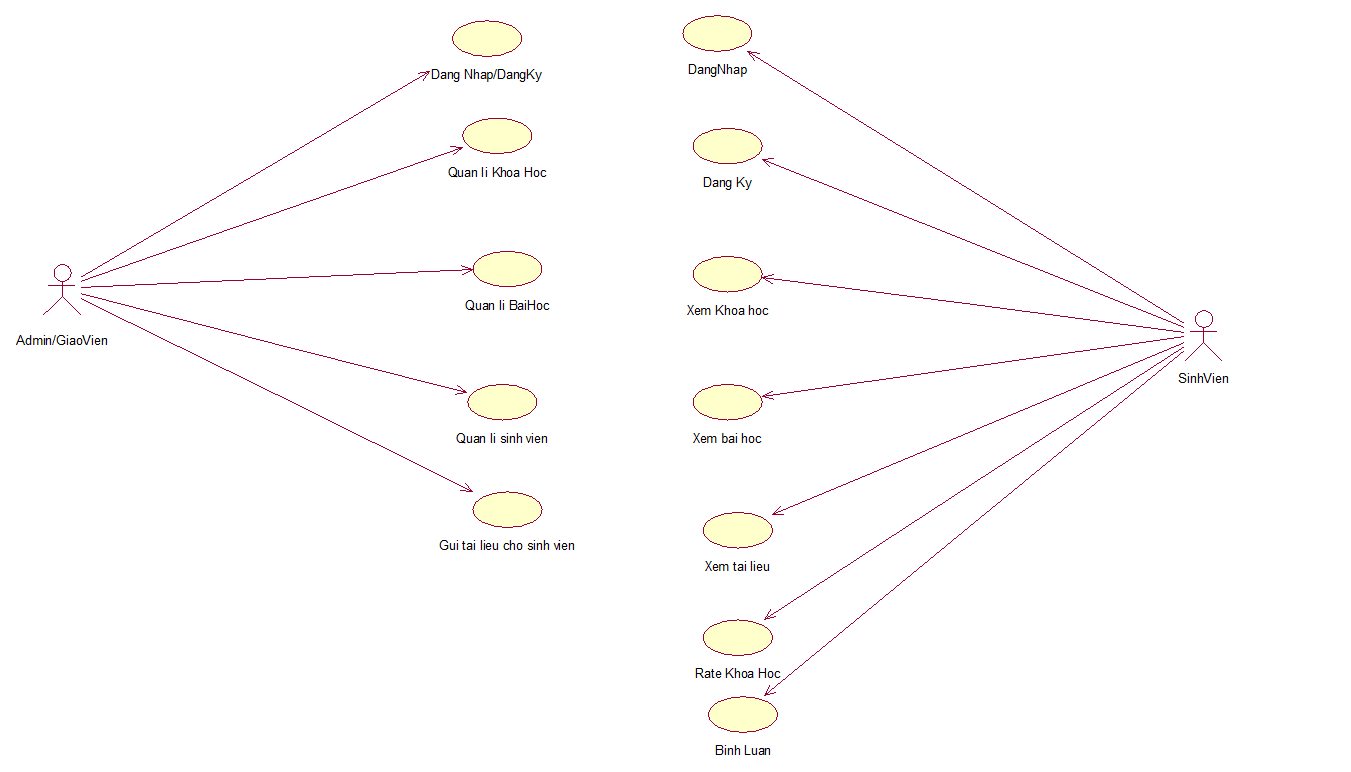 Dang Nhap/DangKy
Quan li Khoa Hoc
Quan li BaiHoc
Admin/GiaoVien
Quan li sinh vien
Gui tai lieu cho sinh vien
DangNhap
Dang Ky
Xem Khoa hoc
SinhVien
Xem bai hoc
Xem tai lieu
Rate Khoa Hoc
Binh Luan